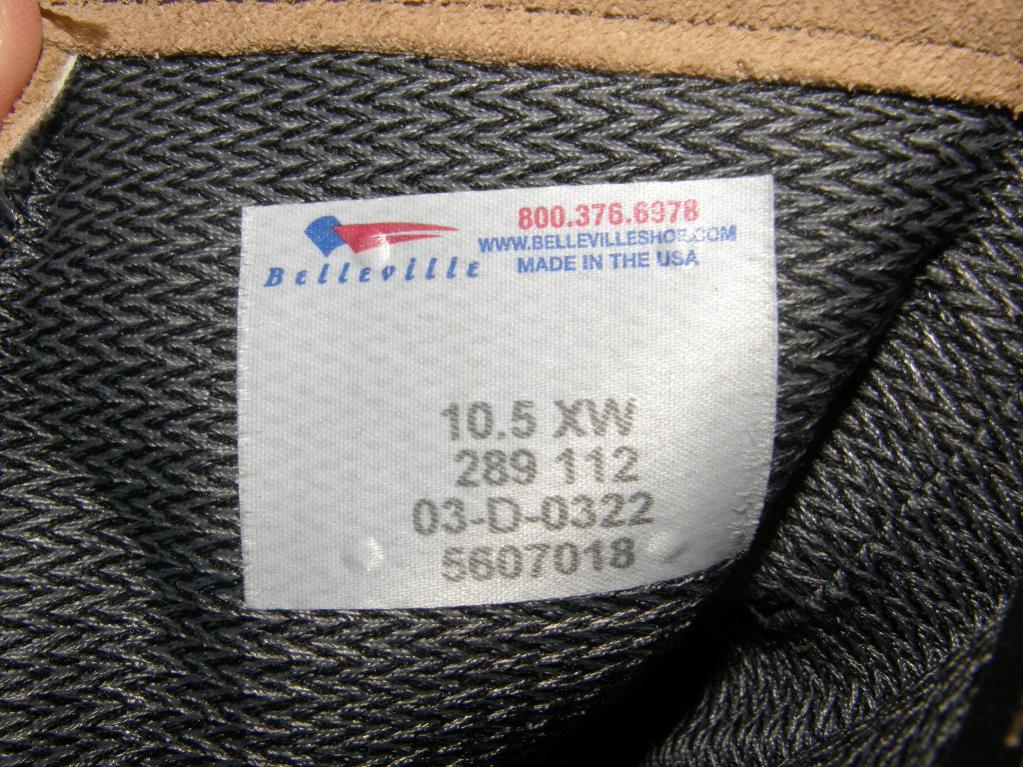 Belleville
800.376.6978
WWW.BELLEVILLESHOE.COM
MADE IN THE USA
10.5 XW
289 112
03-D-0322
5607018